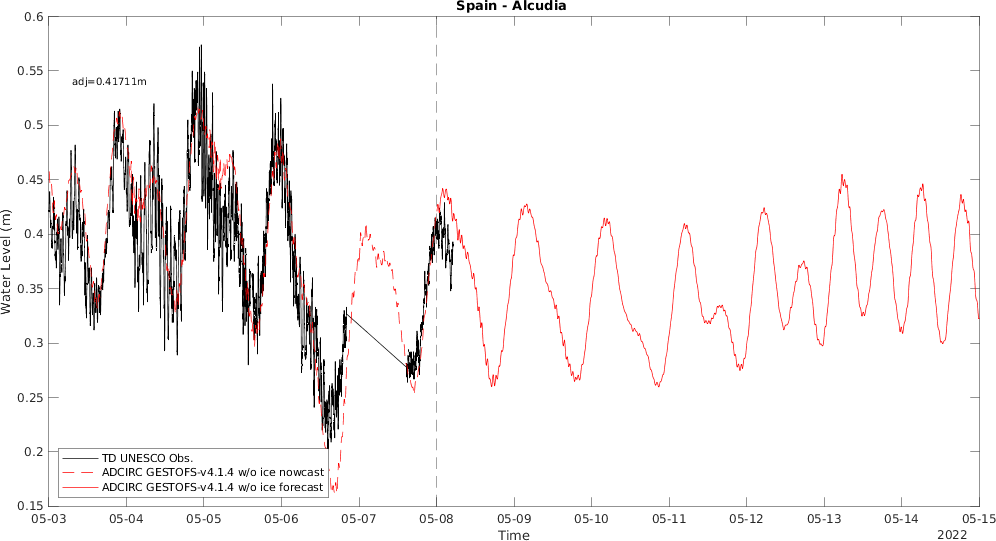 Spain - Alcudia
0.6
0.55
0.5
0.45
0.4
0.35
0.3
0.25
0.2
0.15
Water Level (m)
adj=0.41711m
TD UNESCO Obs.
ADCIRC GESTOFS-v4.1.4 w/o ice nowcast
ADCIRC GESTOFS-v4.1.4 w/o ice forecast
05-03 05-04 05-05 05-06 05-07 05-08 05-09 05-10 05-11 05-12 05-13 05-14 05-15
Time
2022